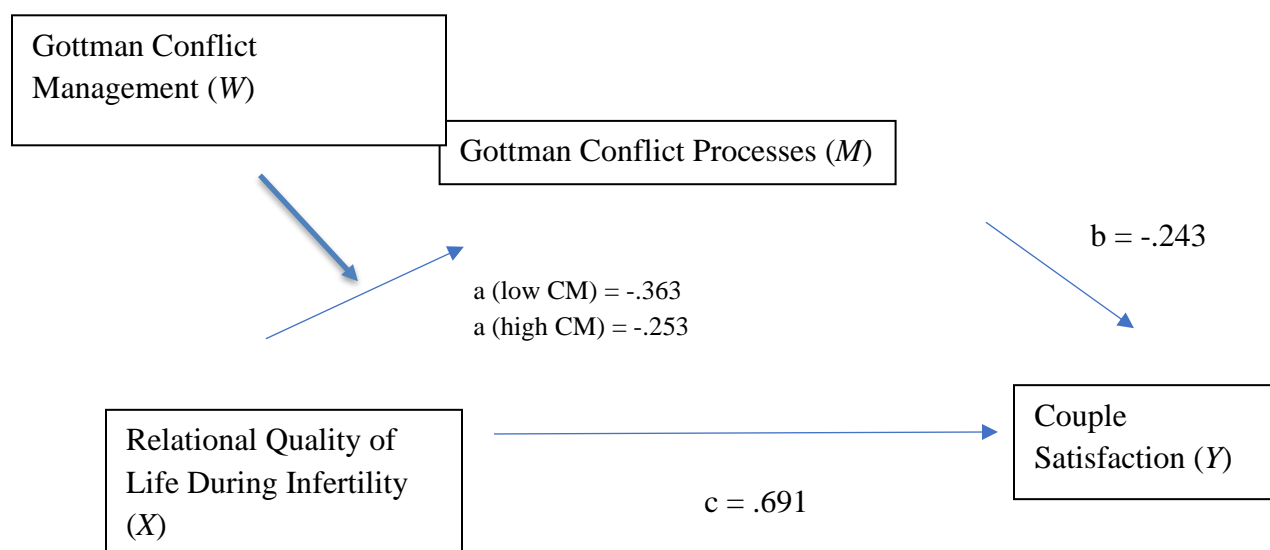 Gottman Conflict
Management (W)
Gottman Conflict Processes (M)
b = -.243
a (low CM) = -.363
a (high CM) = -.253
Relational Quality of
Life During Infertility
(X)
Couple
Satisfaction (Y)
c = .691